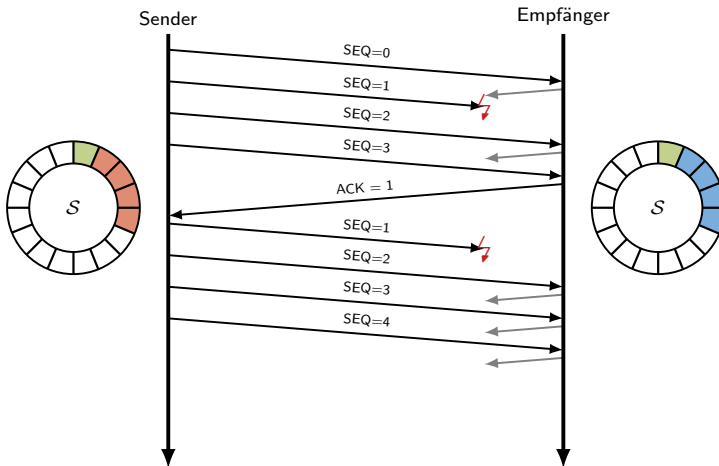 Sender
Empfänger
SEQ=0
SEQ=1
SEQ=2
SEQ=3
ACK = 1
SEQ=1
SEQ=2
SEQ=3
SEQ=4
S
S